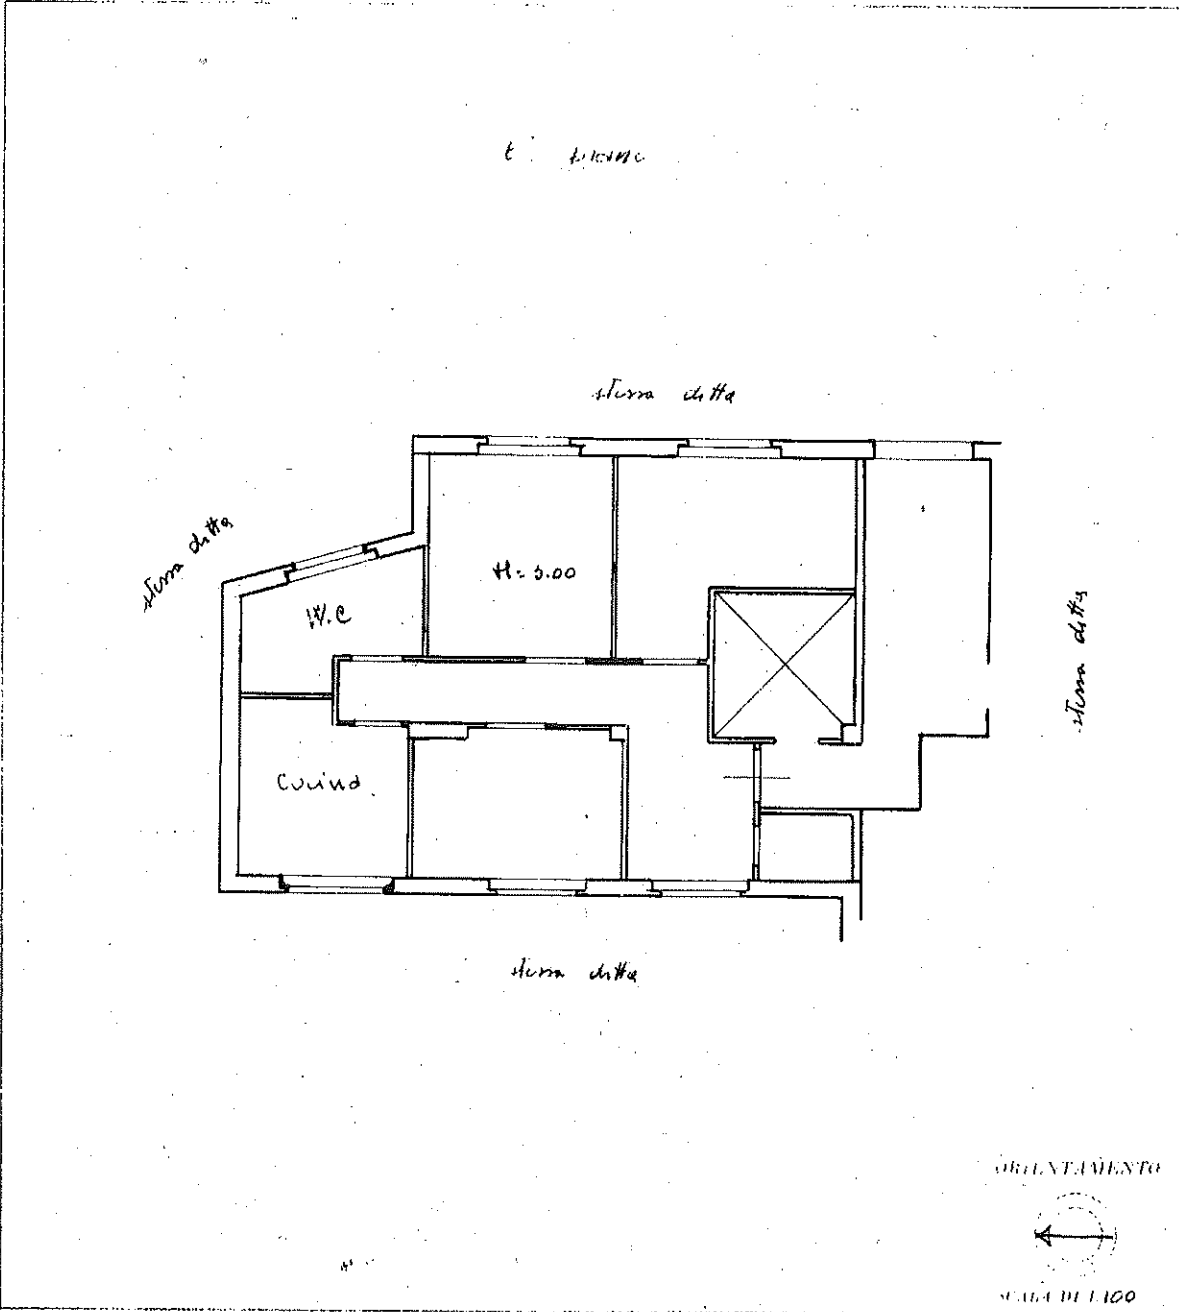 stessa ditta
stessa ditta
H= 3.00
W.C
stessa ditta
Cucina
stessa ditta
ORIENTAMENTO
SCALA DI 1:100